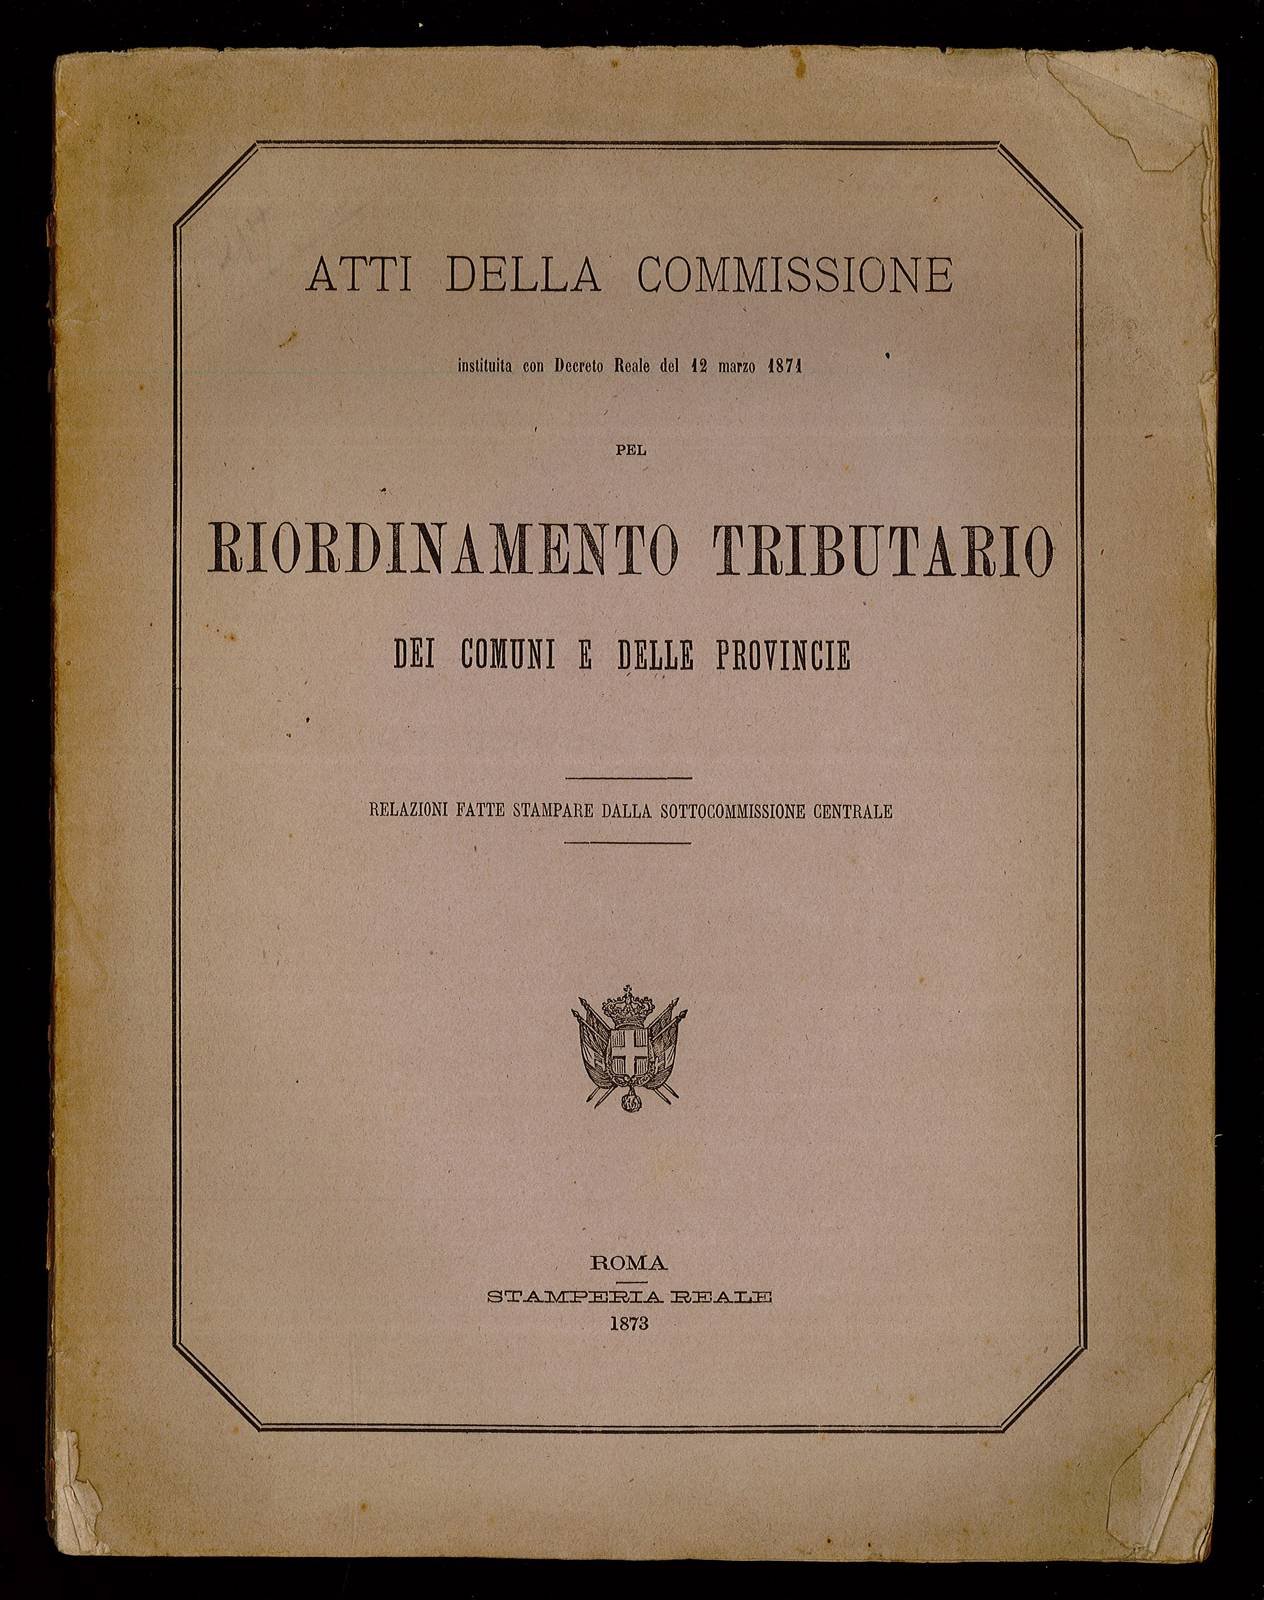 ATTI DELLA COMMISSIONE
instituita con Decreto Reale del 12 marzo 1871
PEL
RIORDINAMENTO TRIBUTARIO
DEI COMUNI E DELLE PROVINCIE
RELAZIONI FATTE STAMPARE DALLA SOTTOCOMMISSIONE CENTRALE
ROMA
STAMPERIA REALE
1873